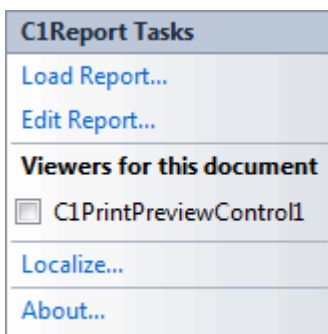 C1Report Tasks
Load Report...
Edit Report...
Viewers for this document
C1PrintPreviewControl1
Localize...
About...